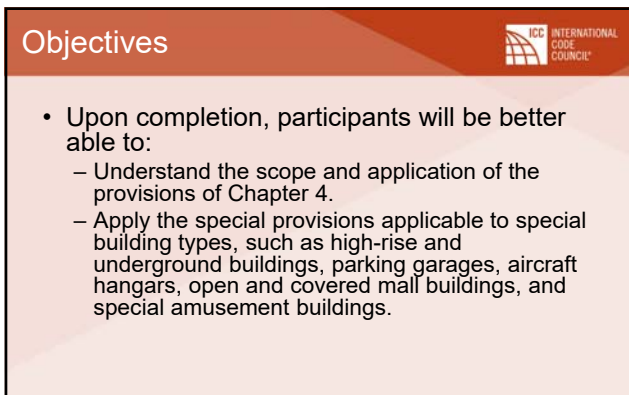 Objectives
ICC INTERNATIONAL
CODE
COUNCIL®
• Upon completion, participants will be better
able to:
– Understand the scope and application of the
provisions of Chapter 4.
– Apply the special provisions applicable to special
building types, such as high-rise and
underground buildings, parking garages, aircraft
hangars, open and covered mall buildings, and
special amusement buildings.